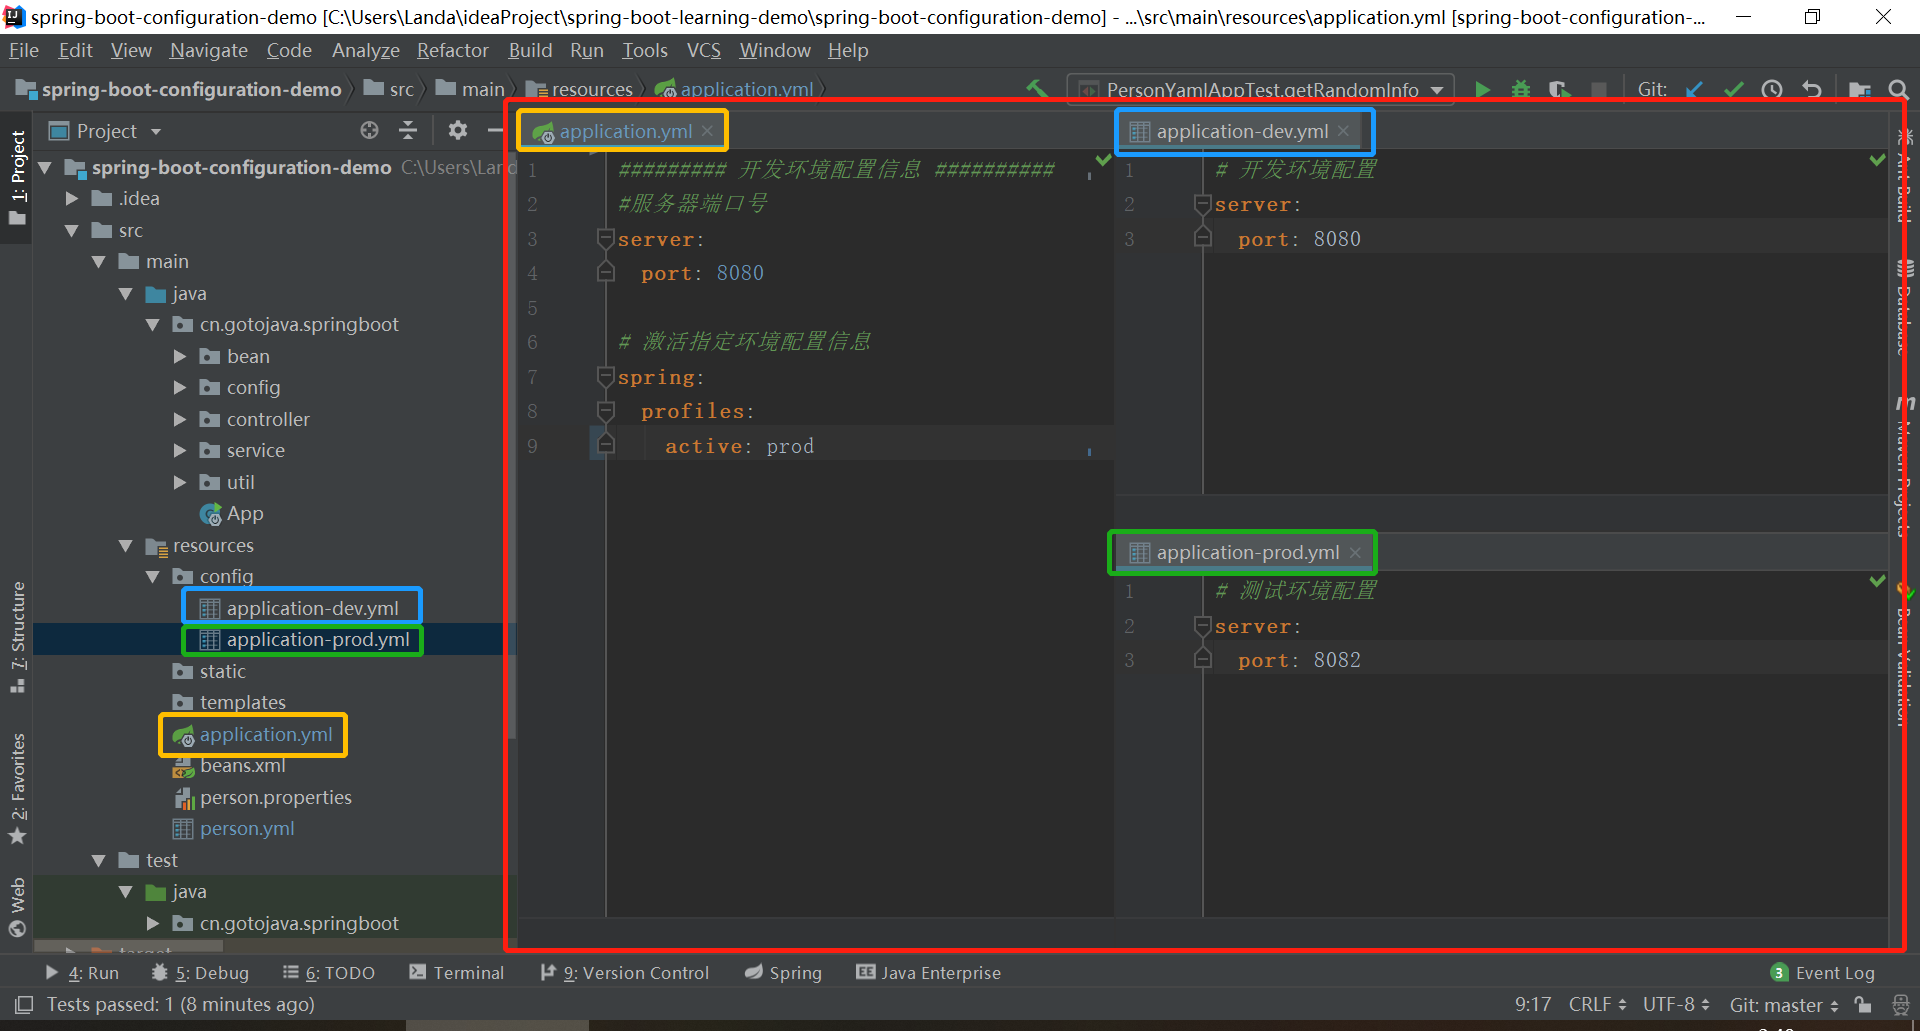 spring-boot-configuration-demo [C:\Users\Landa\ideaProject\spring-boot-learning-demo\spring-boot-configuration-demo] - ...\src\main\resources\application.yml [spring-boot-configuration-...
File Edit View Navigate Code Analyze Refactor Build Run Tools VCS Window Help
spring-boot-configuration-demo src main resources application.yml PersonYamlAppTest.getRandomInfo Git:
1: Project
7: Structure
2: Favorites
Web
Project
spring-boot-configuration-demo C:\Users\Land
.idea
src
main
java
cn.gotojava.springboot
bean
config
controller
service
util
App
resources
config
application-dev.yml
application-prod.yml
static
templates
application.yml
beans.xml
person.properties
person.yml
test
java
cn.gotojava.springboot
target
application.yml
1 ######### 开发环境配置信息 ##########
2 #服务器端口号
3 server:
4 port: 8080
5
6 # 激活指定环境配置信息
7 spring:
8 profiles:
9 active: prod
application-dev.yml
1 # 开发环境配置
2 server:
3 port: 8080
application-prod.yml
1 # 测试环境配置
2 server:
3 port: 8082
Ant Build
Database
Maven Projects
Bean Validation
4: Run 5: Debug 6: TODO Terminal 9: Version Control Spring Java Enterprise 3 Event Log
Tests passed: 1 (8 minutes ago) 9:17 CRLF UTF-8 Git: master